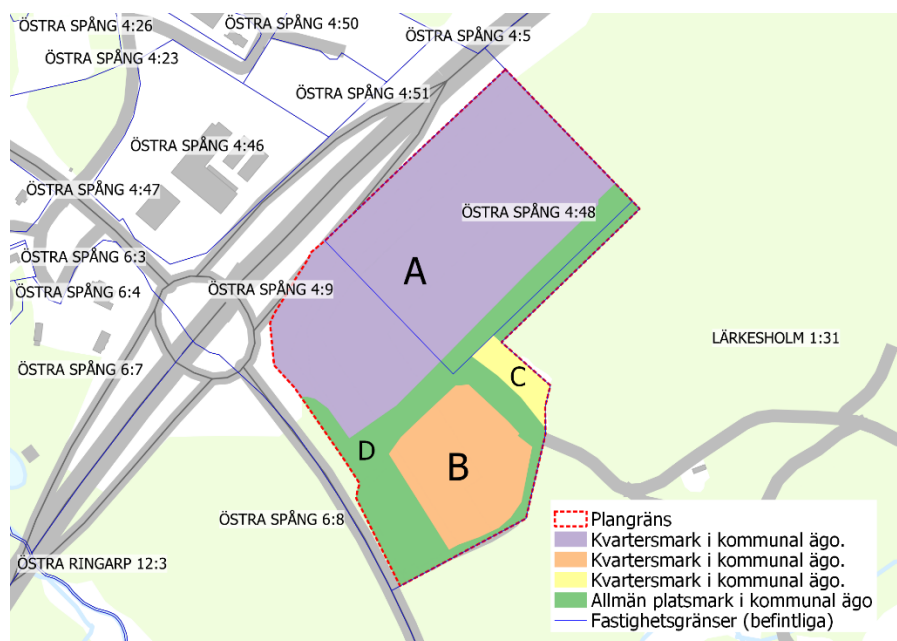 ÖSTRA SPÅNG 4:26
ÖSTRA SPÅNG 4:50
ÖSTRA SPÅNG 4:5
ÖSTRA SPÅNG 4:23
ÖSTRA SPÅNG 4:51
ÖSTRA SPÅNG 4:46
ÖSTRA SPÅNG 4:47
ÖSTRA SPÅNG 4:48
ÖSTRA SPÅNG 6:3
A
ÖSTRA SPÅNG 6:4
ÖSTRA SPÅNG 4:9
LÄRKESHOLM 1:31
ÖSTRA SPÅNG 6:7
C
D
B
ÖSTRA SPÅNG 6:8
ÖSTRA RINGARP 12:3
Plangräns
Kvartersmark i kommunal ägo.
Kvartersmark i kommunal ägo.
Kvartersmark i kommunal ägo.
Allmän platsmark i kommunal ägo
Fastighetsgränser (befintliga)